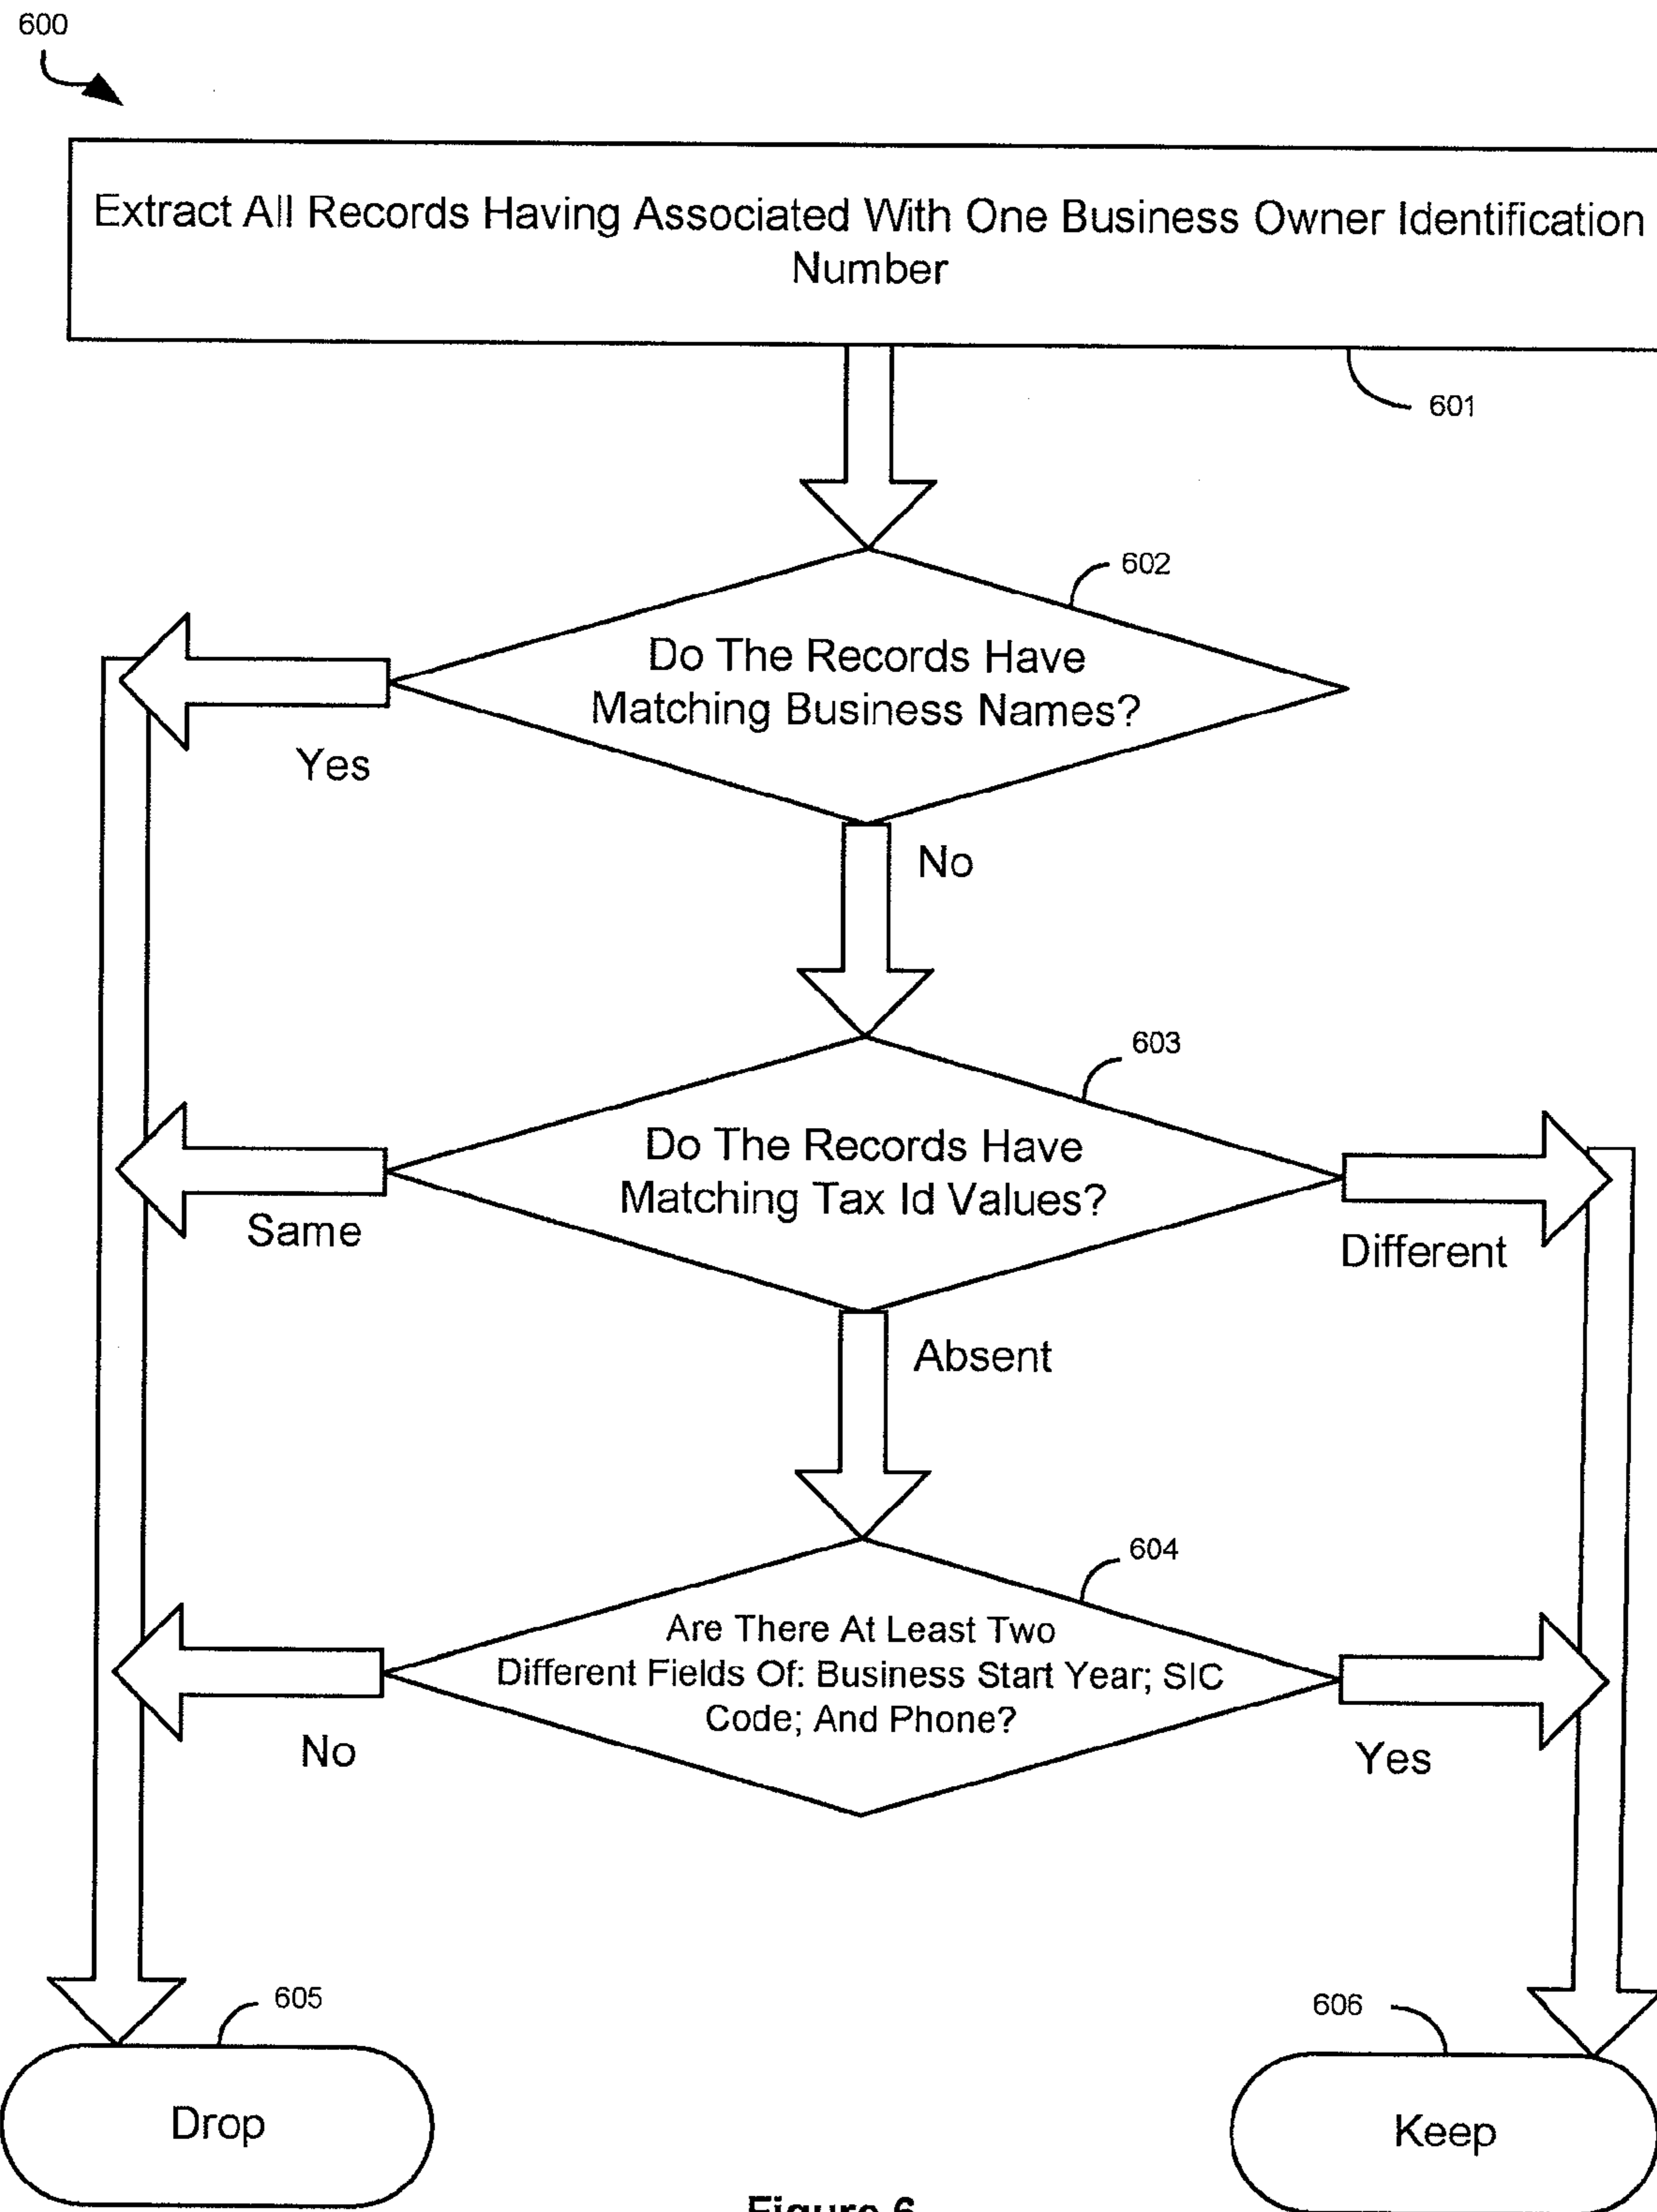 600
Extract All Records Having Associated With One Business Owner Identification
Number
601
602
Do The Records Have
Matching Business Names?
Yes
No
603
Do The Records Have
Matching Tax Id Values?
Same
Different
Absent
604
Are There At Least Two
Different Fields Of: Business Start Year; SIC
Code; And Phone?
No
Yes
605
606
Drop
Keep
Figure 6